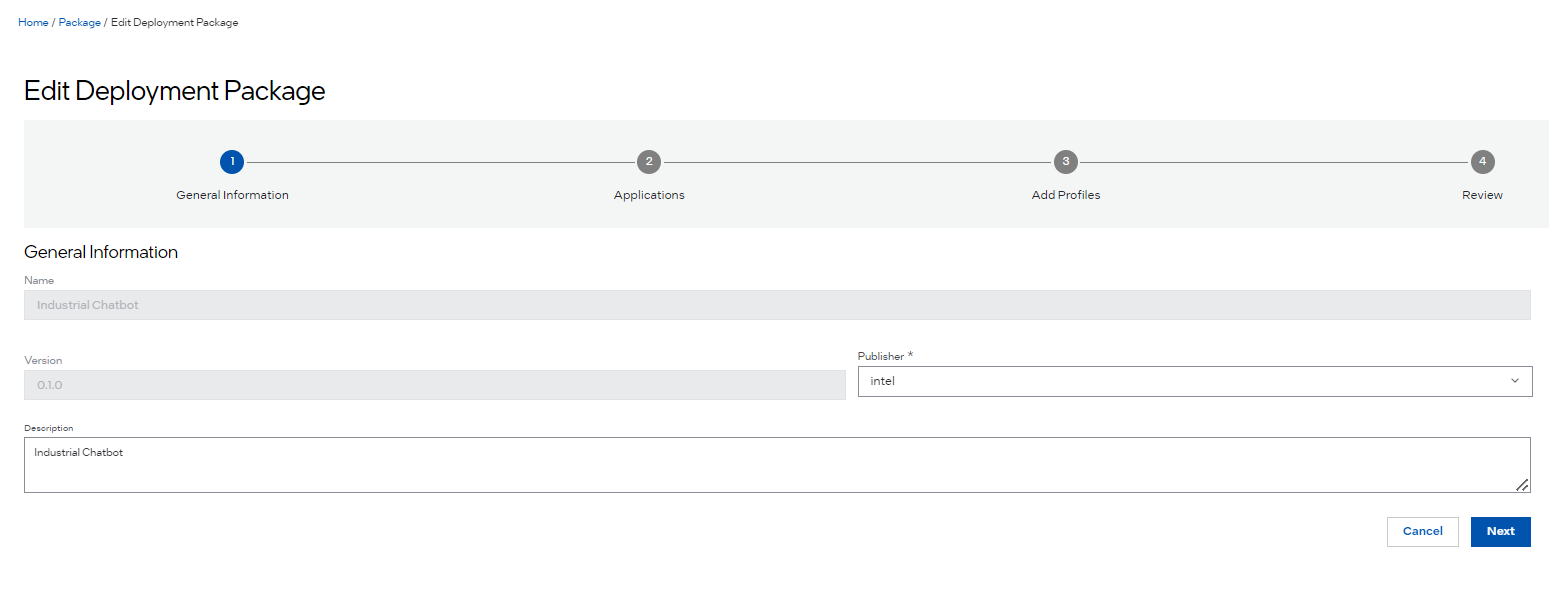 Home / Package / Edit Deployment Package
Edit Deployment Package
1 2 3 4
General Information Applications Add Profiles Review
General Information
Name
Industrial Chatbot
Version
0.1.0
Publisher *
intel
Description
Industrial Chatbot
Cancel Next